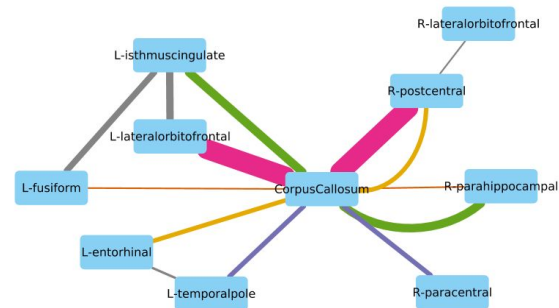 R-lateralorbitofrontal
L-isthmuscingulate
R-postcentral
L-lateralorbitofrontal
L-fusiform
CorpusCallosum
R-parahippocampal
L-entorhinal
L-temporalpole
R-paracentral